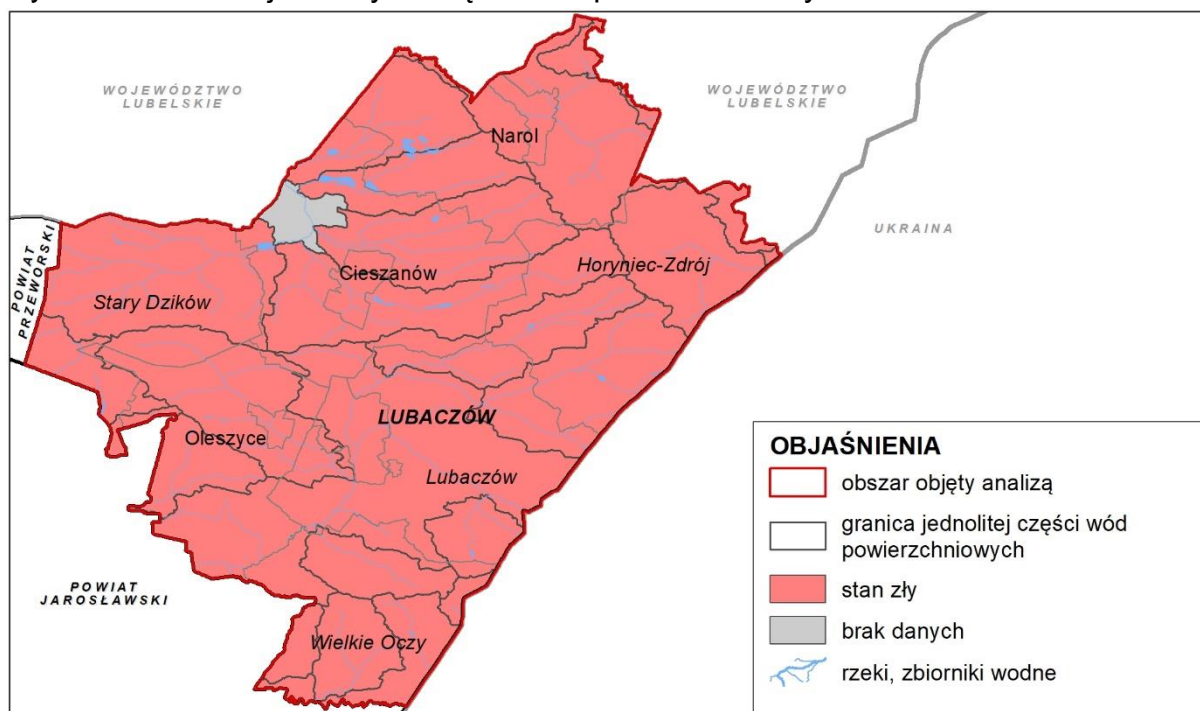 WOJEWÓDZTWO
LUBELSKIE
WOJEWÓDZTWO
LUBELSKIE
Narol
UKRAINA
POWIAT
PRZEWORSKI
Cieszanów
Horyniec-Zdrój
Stary Dzików
LUBACZÓW
Oleszyce
Lubaczów
POWIAT
JAROSŁAWSKI
Wielkie Oczy
OBJAŚNIENIA
obszar objęty analizą
granica jednolitej części wód
powierzchniowych
stan zły
brak danych
rzeki, zbiorniki wodne